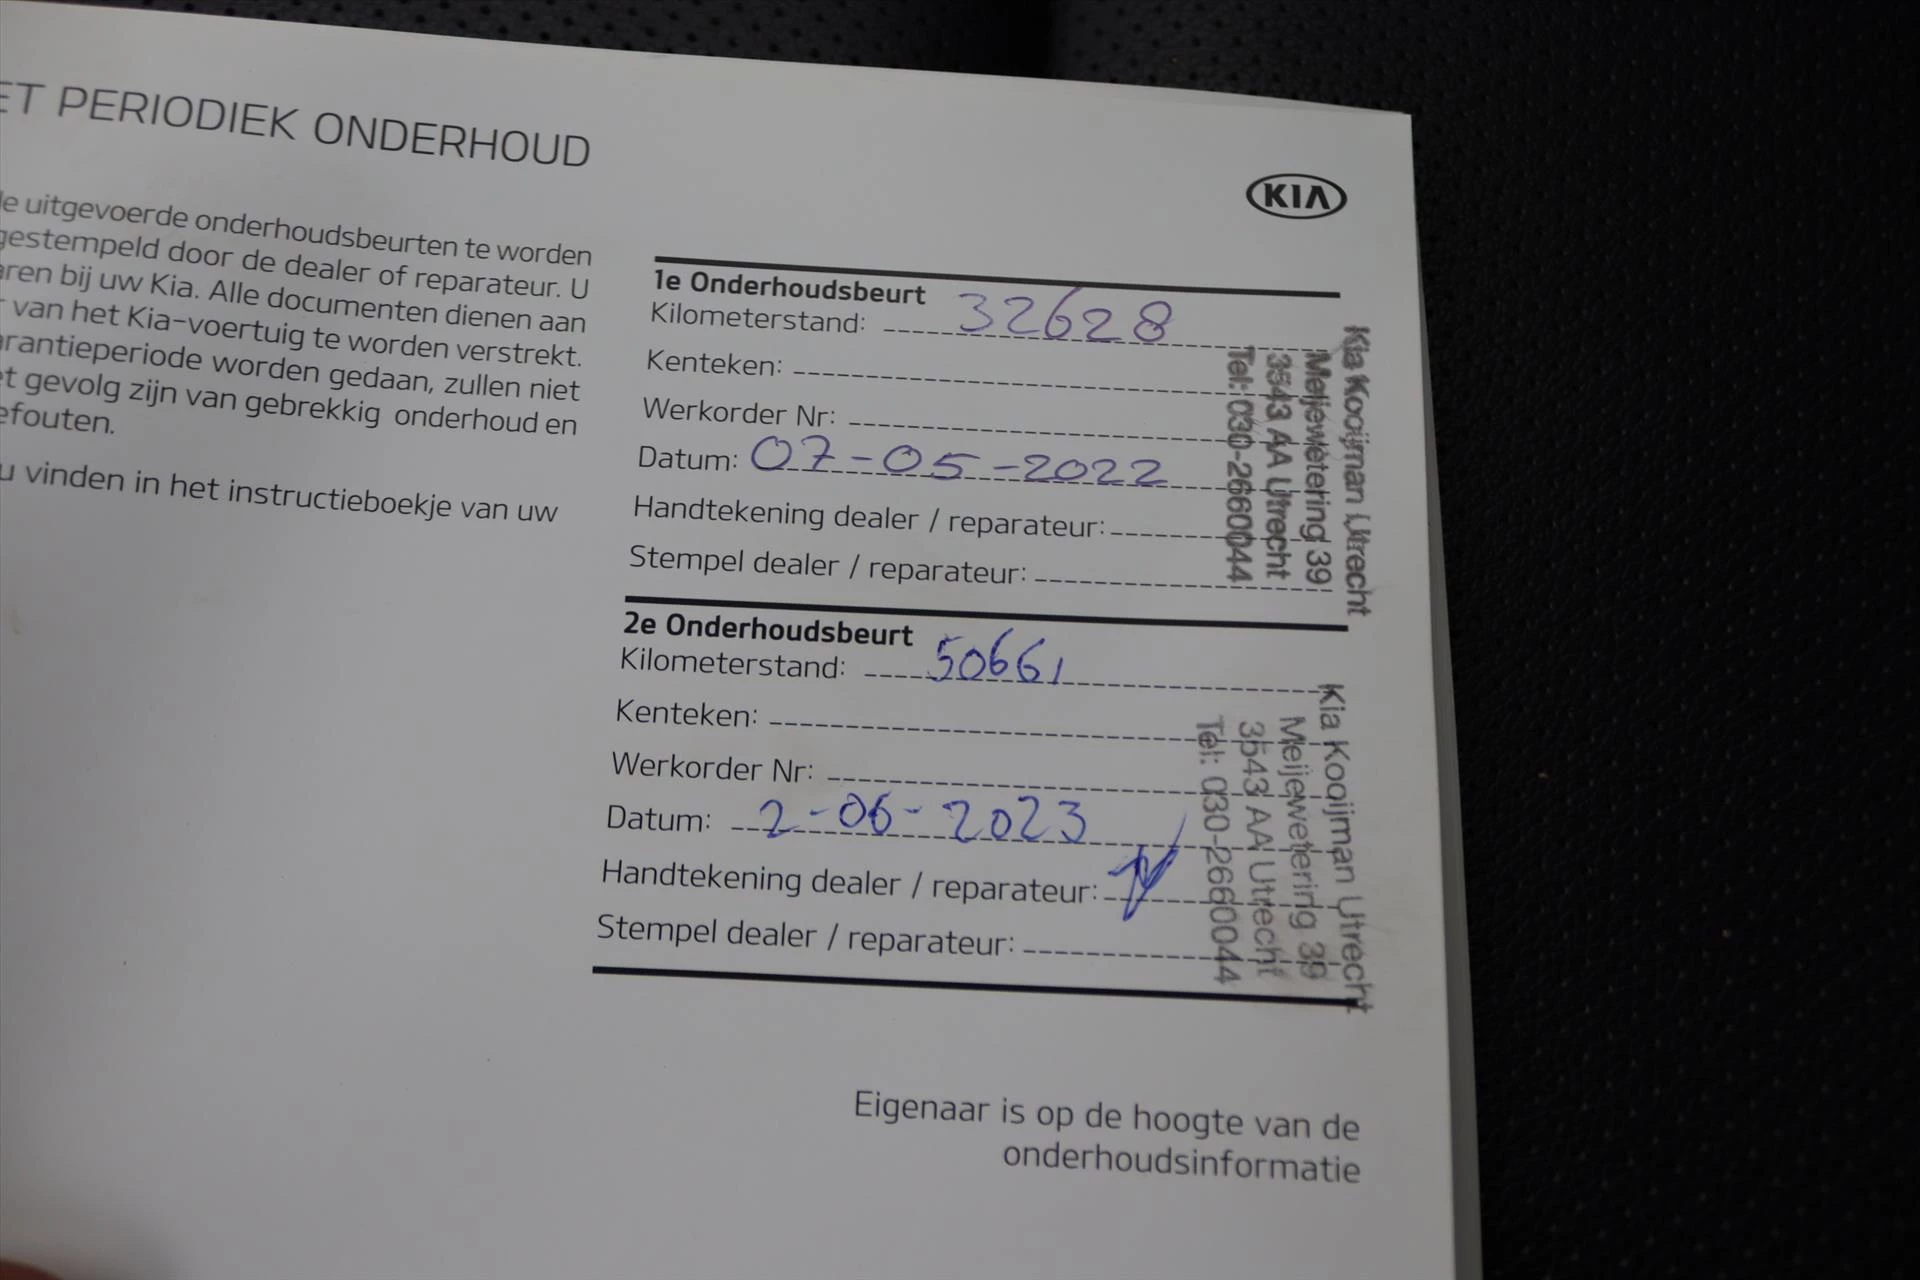 ET PERIODIEK ONDERHOUD
uitgevoerde onderhoudsbeurten te worden
gestempeld door de dealer of reparateur. U
bij uw Kia. Alle documenten dienen aan
van het Kia-voertuig te worden verstrekt.
worden gedaan, zullen niet
gevolg zijn van gebrekkig onderhoud en
u vinden in het instructieboekje van uw
KIA
1e Onderhoudsbeurt
Kilometerstand: 32628
Kenteken:
Werkorder Nr:
Datum: 07-05-2022
Handtekening dealer / reparateur:
Stempel dealer / reparateur:
Kia Kooijman Utrecht
Meijewetering 39
3543 AA Utrecht
Tel: 030-2660044
2e Onderhoudsbeurt
Kilometerstand: 50661
Kenteken:
Werkorder Nr:
Datum: 2-06-2023
Handtekening dealer / reparateur:
Stempel dealer / reparateur:
Kia Kooijman Utrecht
Meijewetering 39
3543 AA Utrecht
Tel: 030-2660044
Eigenaar is op de hoogte van de
onderhoudsinformatie